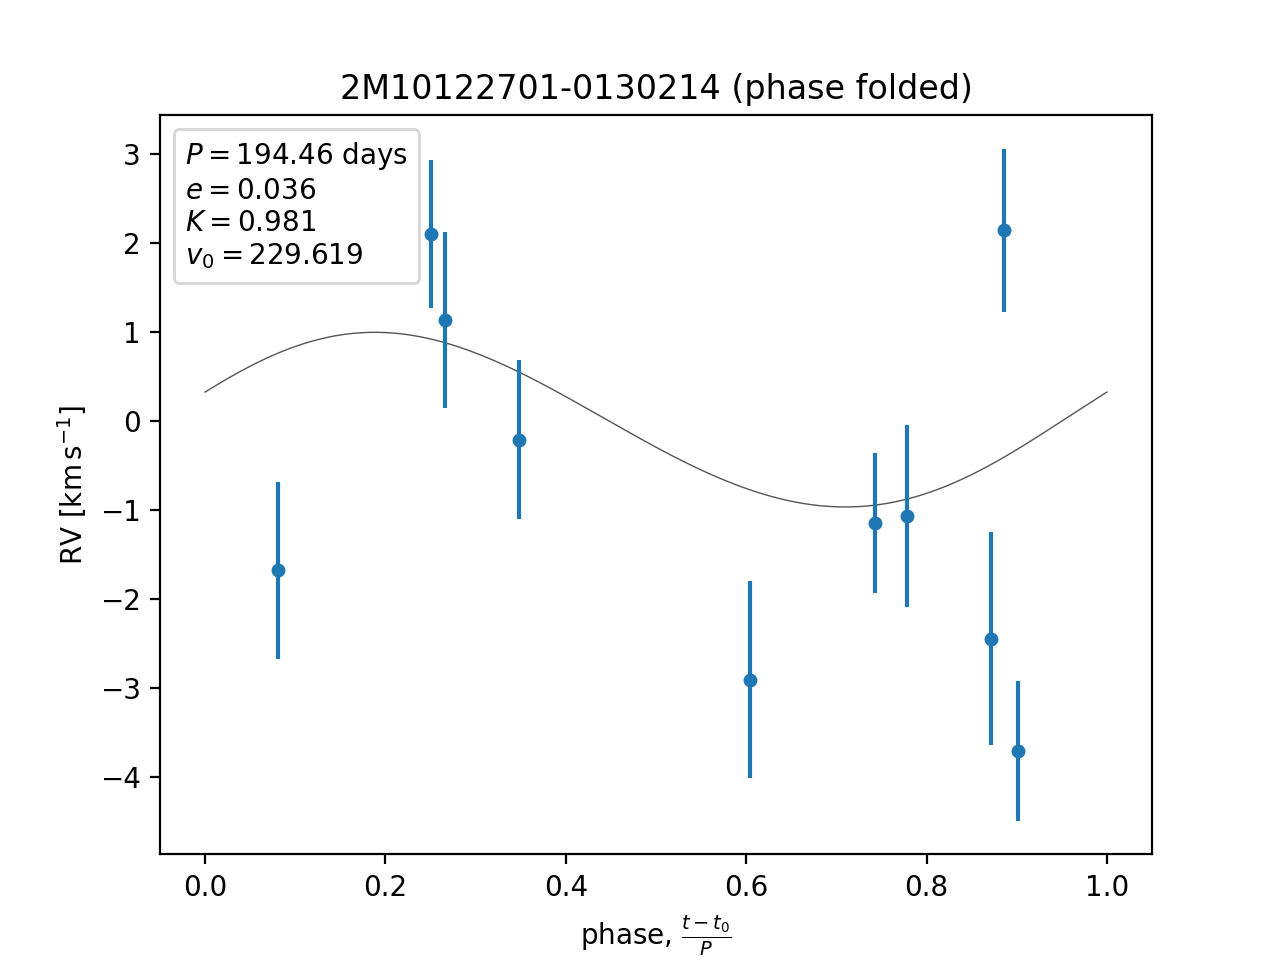 2M10122701-0130214 (phase folded)
P = 194.46 days
e = 0.036
K = 0.981
v₀ = 229.619
3
2
1
0
−1
−2
−3
−4
RV [km s⁻¹]
0.0 0.2 0.4 0.6 0.8 1.0
phase, (t − t₀)/P